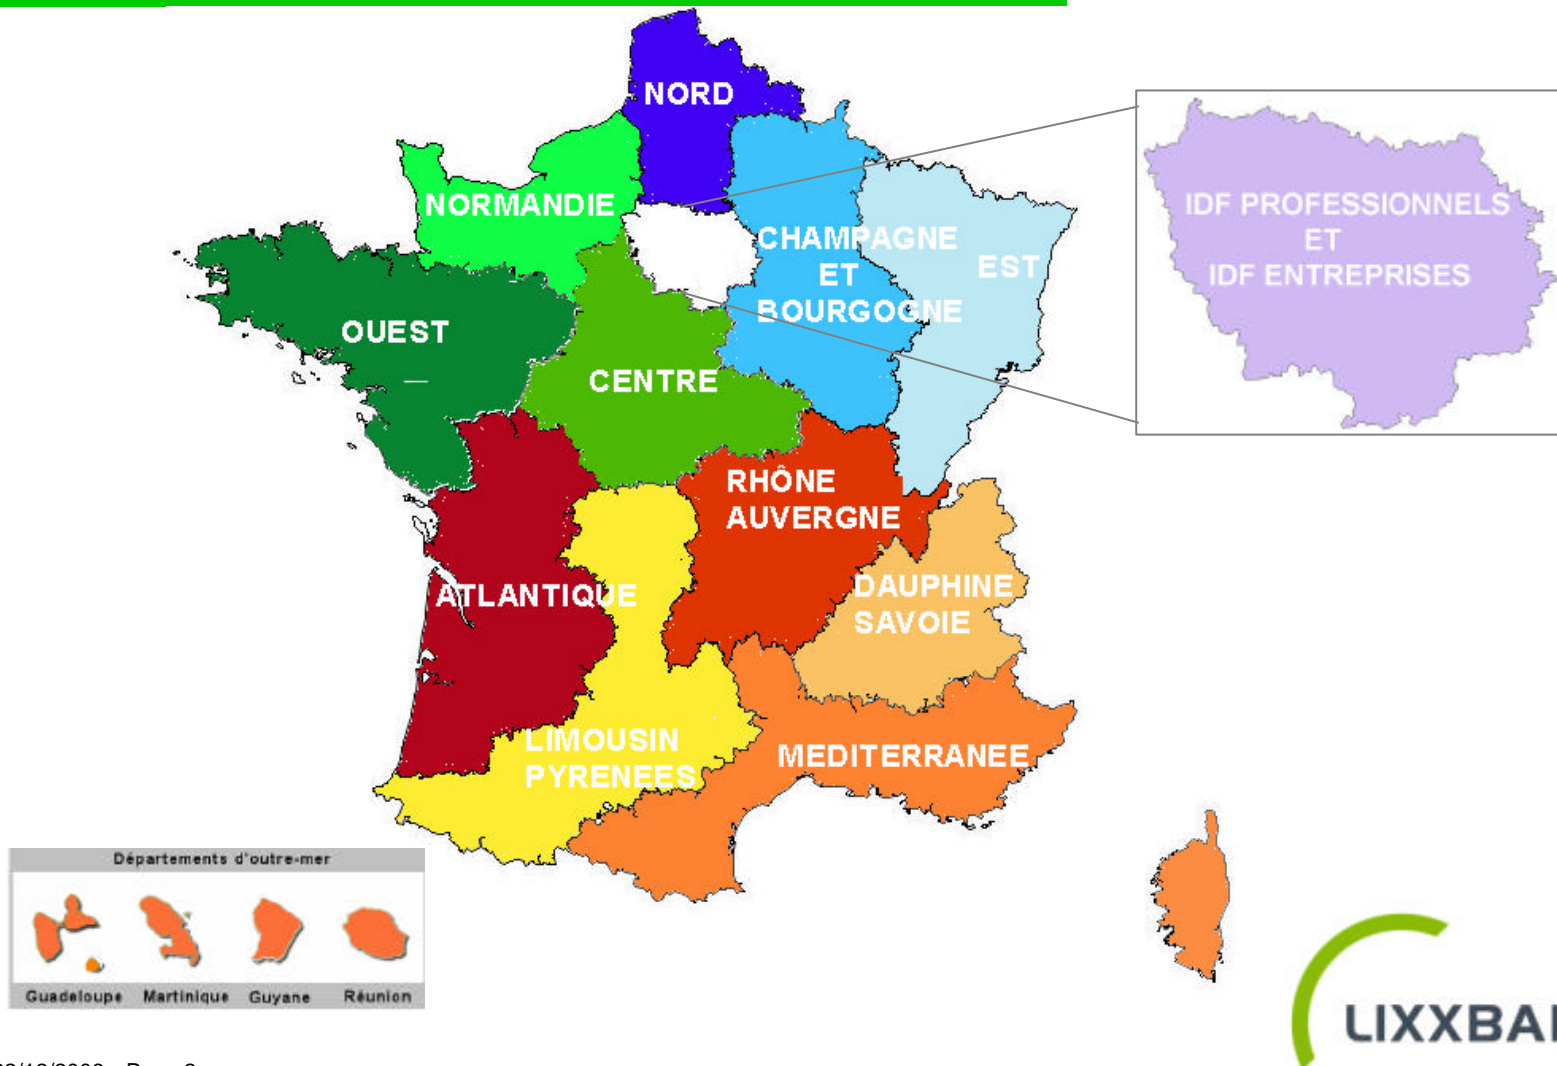 NORD
NORMANDIE
IDF PROFESSIONNELS
ET
IDF ENTREPRISES
CHAMPAGNE
ET
BOURGOGNE
EST
OUEST
CENTRE
RHÔNE
AUVERGNE
ATLANTIQUE
DAUPHINE
SAVOIE
LIMOUSIN
PYRENEES
MEDITERRANEE
Départements d'outre-mer
Guadeloupe Martinique Guyane Réunion